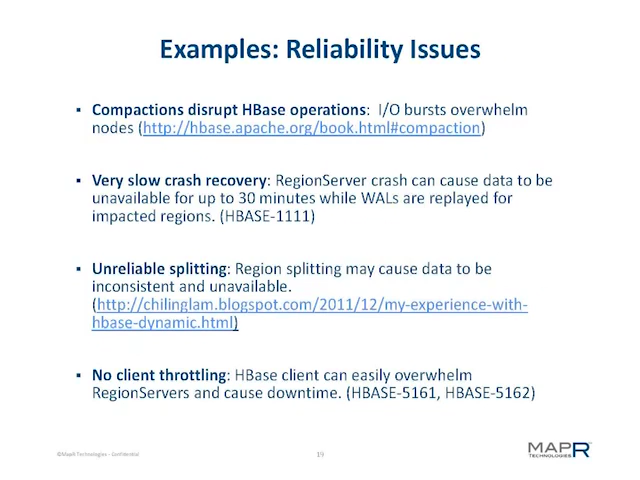 Examples: Reliability Issues
▪ Compactions disrupt HBase operations: I/O bursts overwhelm
nodes (http://hbase.apache.org/book.html#compaction)
▪ Very slow crash recovery: RegionServer crash can cause data to be
unavailable for up to 30 minutes while WALs are replayed for
impacted regions. (HBASE-1111)
▪ Unreliable splitting: Region splitting may cause data to be
inconsistent and unavailable.
(http://chilinglam.blogspot.com/2011/12/my-experience-with-
hbase-dynamic.html)
▪ No client throttling: HBase client can easily overwhelm
RegionServers and cause downtime. (HBASE-5161, HBASE-5162)
©MapR Technologies - Confidential
19
MAPR
TECHNOLOGIES